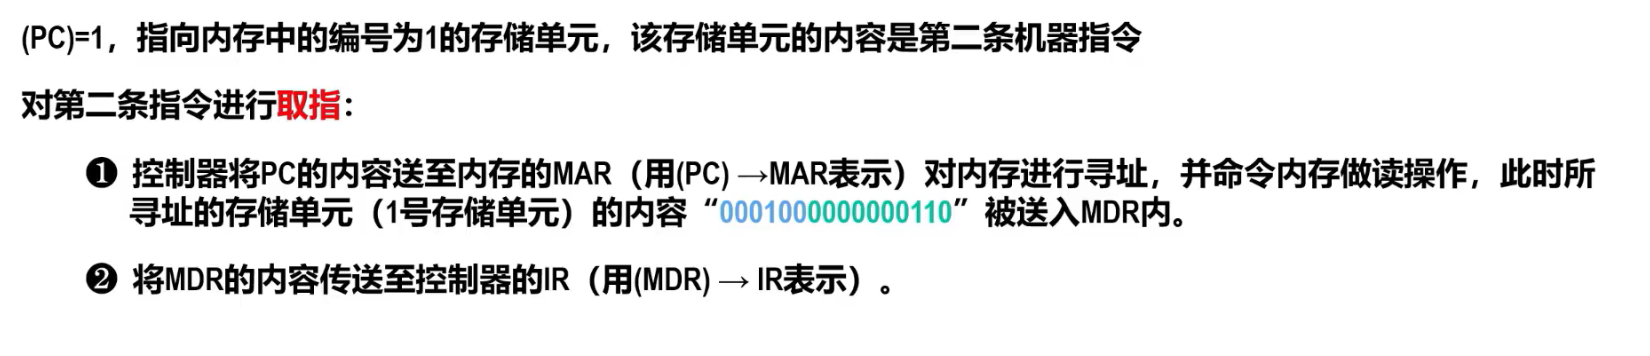 (PC)=1，指向内存中的编号为1的存储单元，该存储单元的内容是第二条机器指令
对第二条指令进行取指：
❶ 控制器将PC的内容送至内存的MAR（用(PC) →MAR表示）对内存进行寻址，并命令内存做读操作，此时所
寻址的存储单元（1号存储单元）的内容“0001000000000110”被送入MDR内。
❷ 将MDR的内容传送至控制器的IR（用(MDR) → IR表示）。